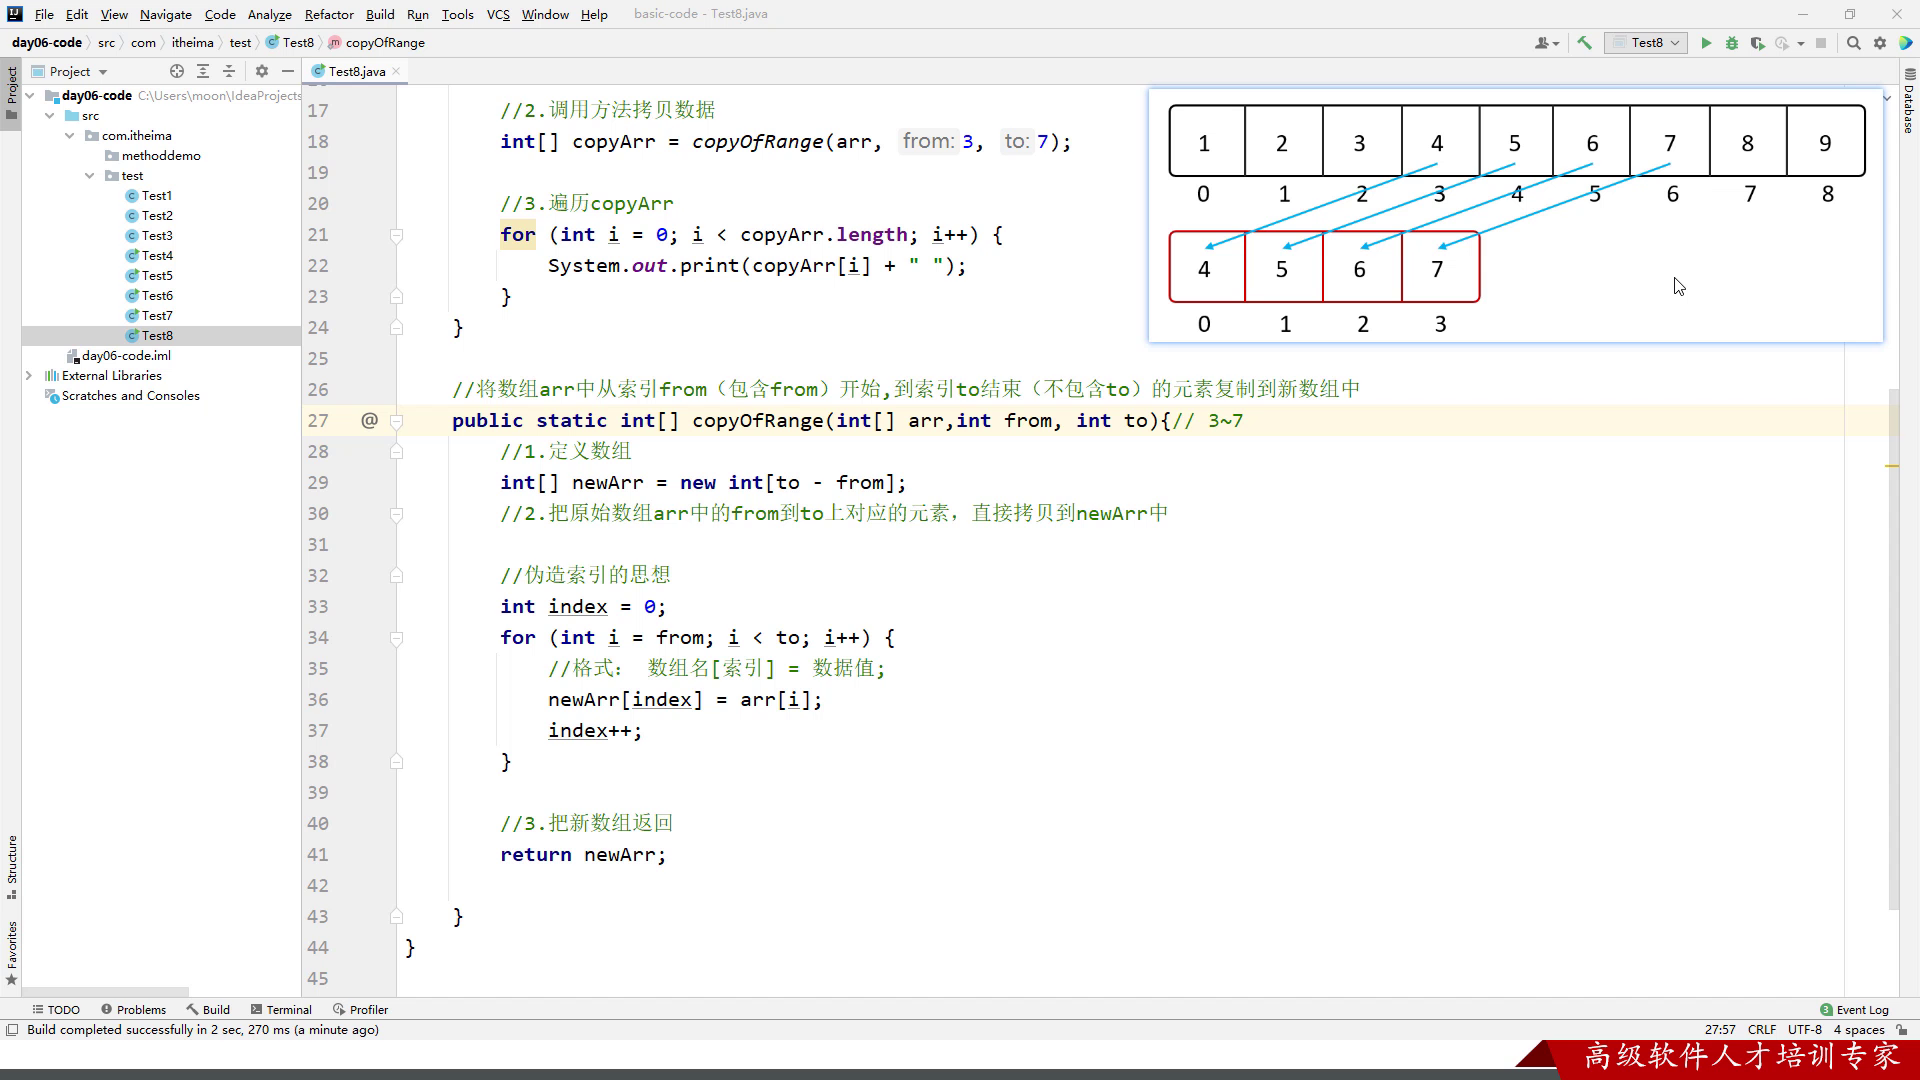 File Edit View Navigate Code Analyze Refactor Build Run Tools VCS Window Help basic-code - Test8.java
day06-code src com itheima test Test8 copyOfRange Test8
Project
Test8.java
day06-code C:\Users\moon\IdeaProjects
src
com.itheima
methoddemo
test
Test1
Test2
Test3
Test4
Test5
Test6
Test7
Test8
day06-code.iml
External Libraries
Scratches and Consoles
Project
Structure
Favorites
Database
17 //2.调用方法拷贝数据
18 int[] copyArr = copyOfRange(arr, from: 3, to: 7);
19
20 //3.遍历copyArr
21 for (int i = 0; i < copyArr.length; i++) {
22 System.out.print(copyArr[i] + " ");
23 }
24 }
25
26 //将数组arr中从索引from（包含from）开始,到索引to结束（不包含to）的元素复制到新数组中
27 @ public static int[] copyOfRange(int[] arr,int from, int to){// 3~7
28 //1.定义数组
29 int[] newArr = new int[to - from];
30 //2.把原始数组arr中的from到to上对应的元素，直接拷贝到newArr中
31
32 //伪造索引的思想
33 int index = 0;
34 for (int i = from; i < to; i++) {
35 //格式： 数组名[索引] = 数据值;
36 newArr[index] = arr[i];
37 index++;
38 }
39
40 //3.把新数组返回
41 return newArr;
42
43 }
44 }
45
1 2 3 4 5 6 7 8 9
0 1 2 3 4 5 6 7 8
4 5 6 7
0 1 2 3
TODO Problems Build Terminal Profiler 3 Event Log
Build completed successfully in 2 sec, 270 ms (a minute ago) 27:57 CRLF UTF-8 4 spaces
高级软件人才培训专家